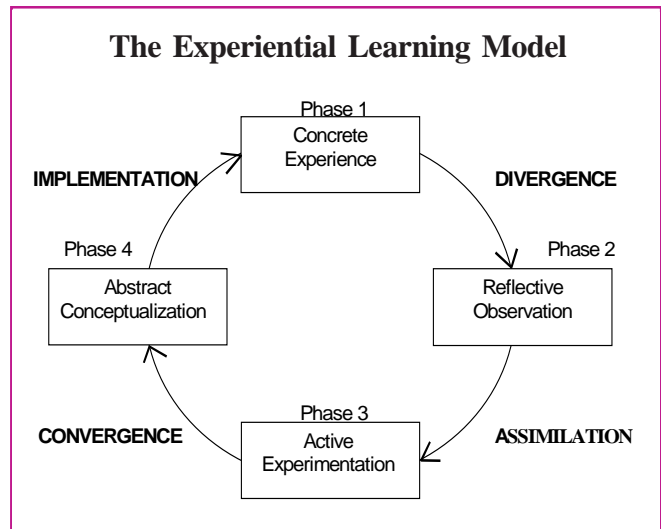 The Experiential Learning Model
Phase 1
Concrete
Experience
IMPLEMENTATION
DIVERGENCE
Phase 4
Phase 2
Abstract
Conceptualization
Reflective
Observation
Phase 3
CONVERGENCE
ASSIMILATION
Active
Experimentation